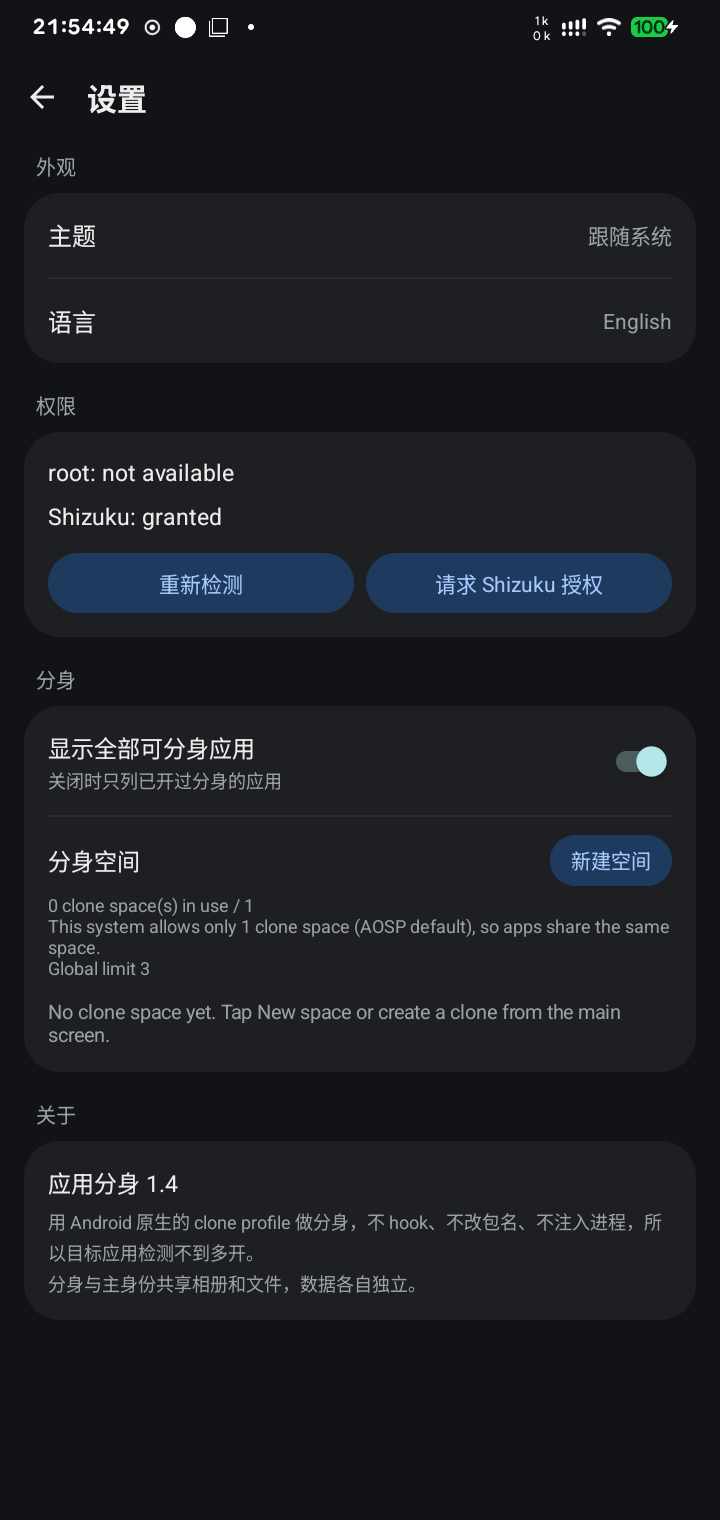 21:54:49
1k
0k
100
设置
外观
主题
跟随系统
语言
English
权限
root: not available
Shizuku: granted
重新检测
请求 Shizuku 授权
分身
显示全部可分身应用
关闭时只列已开过分身的应用
分身空间
新建空间
0 clone space(s) in use / 1
This system allows only 1 clone space (AOSP default), so apps share the same
space.
Global limit 3
No clone space yet. Tap New space or create a clone from the main
screen.
关于
应用分身 1.4
用 Android 原生的 clone profile 做分身，不 hook、不改包名、不注入进程，所
以目标应用检测不到多开。
分身与主身份共享相册和文件，数据各自独立。